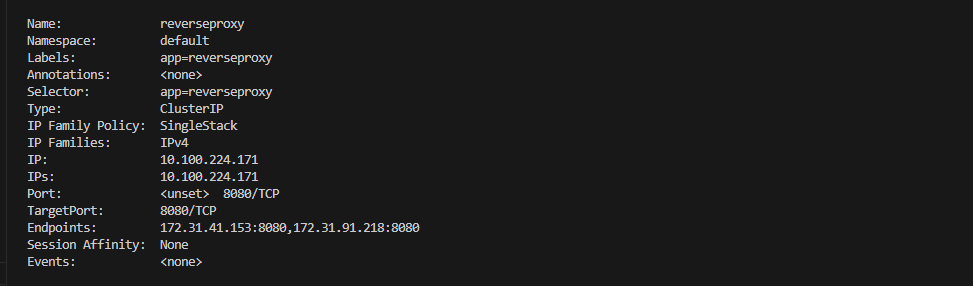 Name:              reverseproxy
Namespace:         default
Labels:            app=reverseproxy
Annotations:       <none>
Selector:          app=reverseproxy
Type:              ClusterIP
IP Family Policy:  SingleStack
IP Families:       IPv4
IP:                10.100.224.171
IPs:               10.100.224.171
Port:              <unset>  8080/TCP
TargetPort:        8080/TCP
Endpoints:         172.31.41.153:8080,172.31.91.218:8080
Session Affinity:  None
Events:            <none>